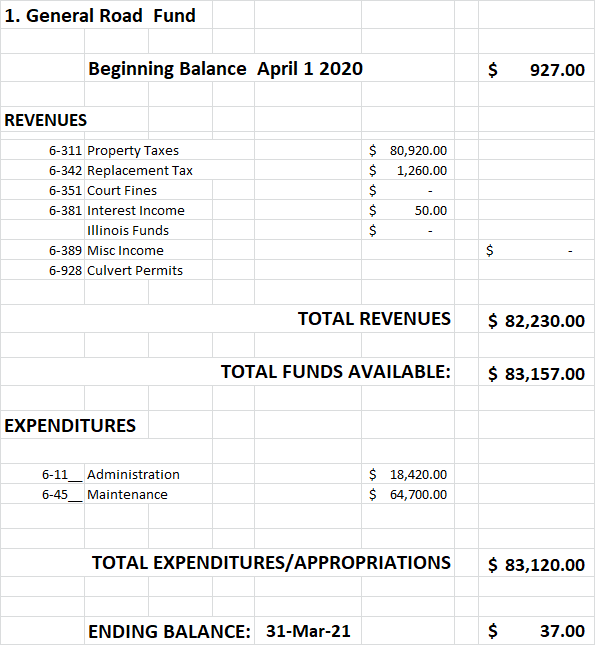 1. General Road Fund
Beginning Balance April 1 2020 $ 927.00
REVENUES
6-311 Property Taxes $ 80,920.00
6-342 Replacement Tax $ 1,260.00
6-351 Court Fines $ -
6-381 Interest Income $ 50.00
Illinois Funds $ -
6-389 Misc Income $ -
6-928 Culvert Permits
TOTAL REVENUES $ 82,230.00
TOTAL FUNDS AVAILABLE: $ 83,157.00
EXPENDITURES
6-11__ Administration $ 18,420.00
6-45__ Maintenance $ 64,700.00
TOTAL EXPENDITURES/APPROPRIATIONS $ 83,120.00
ENDING BALANCE: 31-Mar-21 $ 37.00